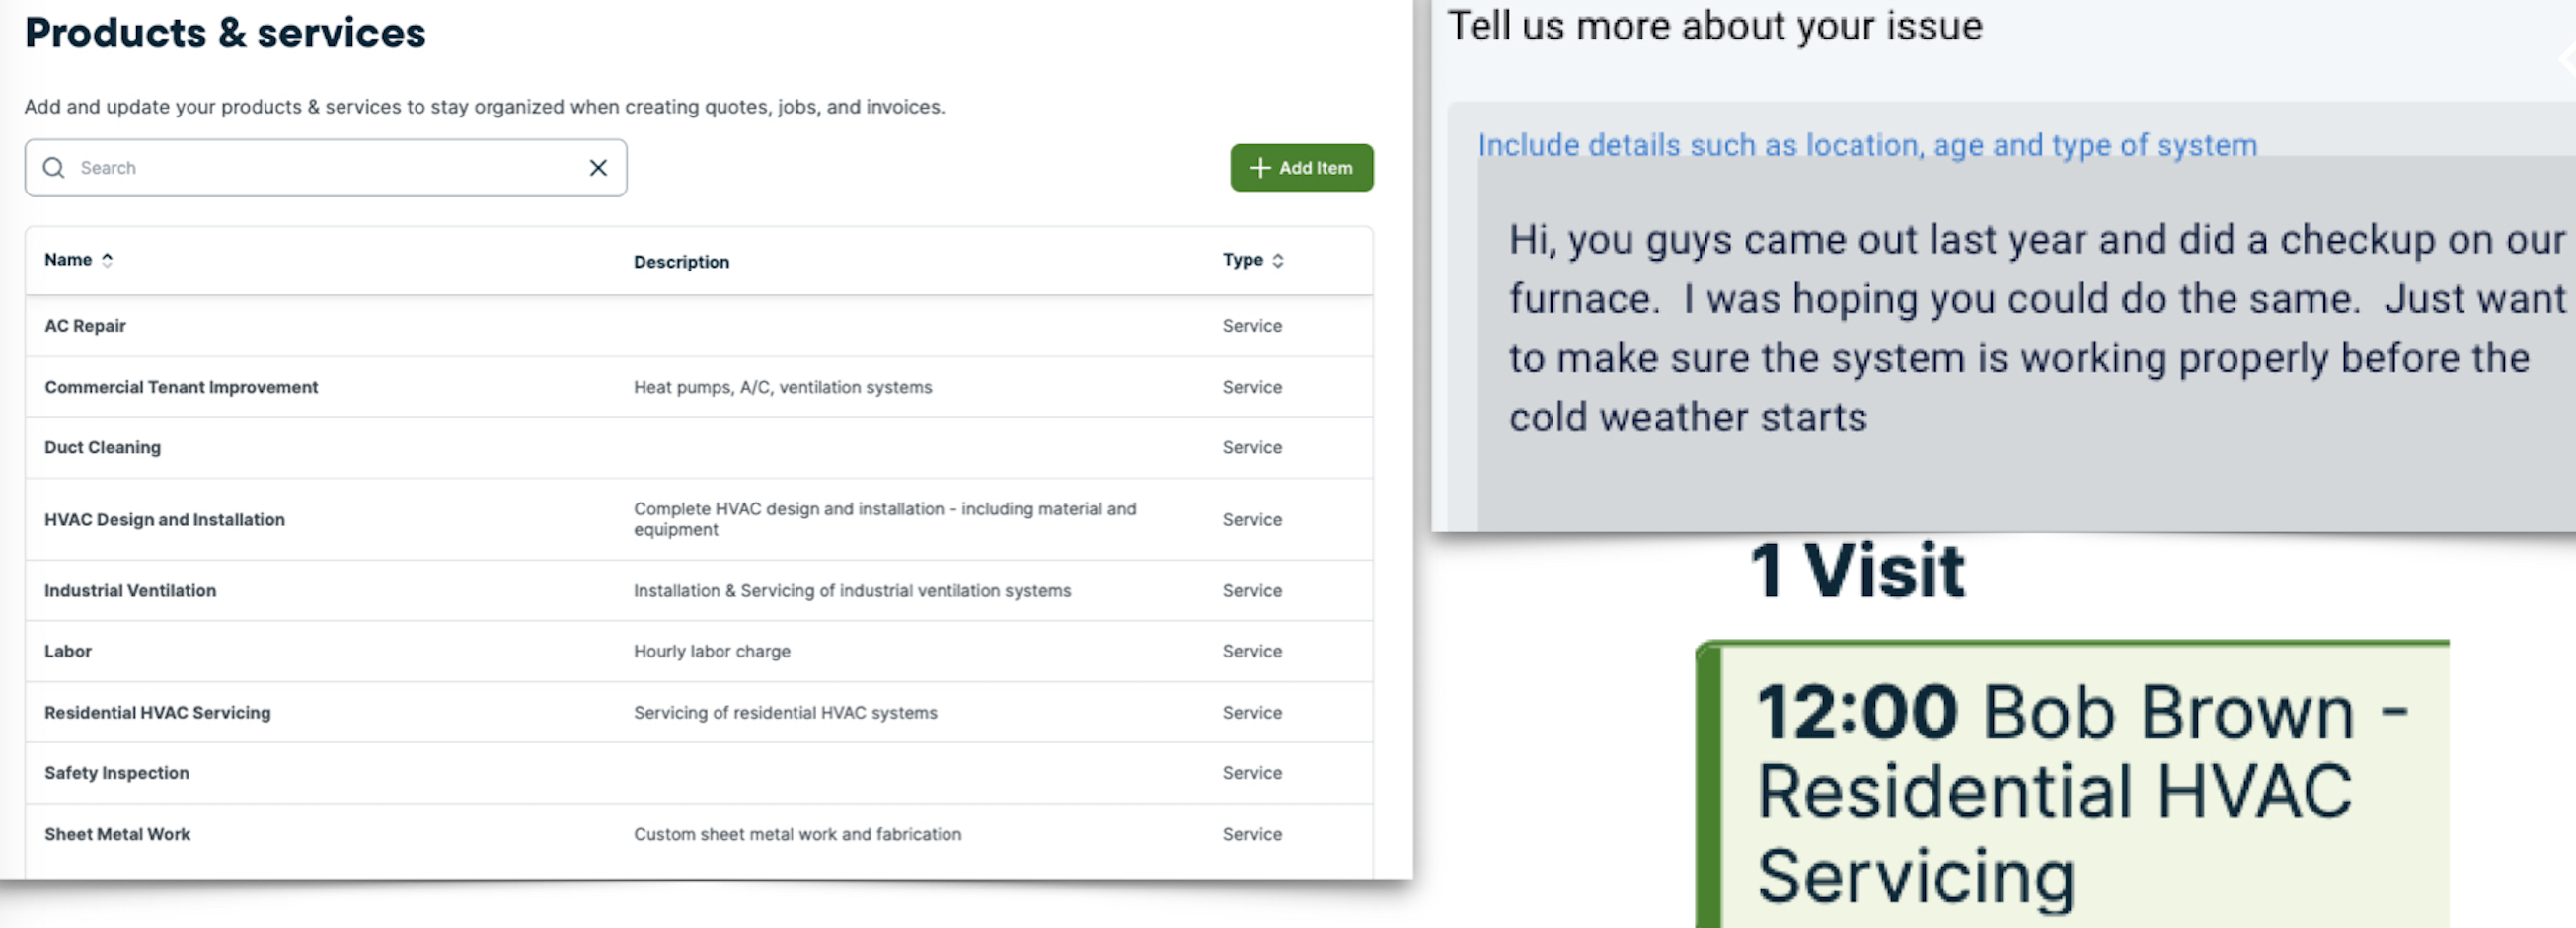 Products & services
Add and update your products & services to stay organized when creating quotes, jobs, and invoices.
Search
Add Item
Name Description Type
AC Repair Service
Commercial Tenant Improvement Heat pumps, A/C, ventilation systems Service
Duct Cleaning Service
HVAC Design and Installation Complete HVAC design and installation - including material and Service
equipment
Industrial Ventilation Installation & Servicing of industrial ventilation systems Service
Labor Hourly labor charge Service
Residential HVAC Servicing Servicing of residential HVAC systems Service
Safety Inspection Service
Sheet Metal Work Custom sheet metal work and fabrication Service
Tell us more about your issue
Include details such as location, age and type of system
Hi, you guys came out last year and did a checkup on our
furnace.  I was hoping you could do the same.  Just want
to make sure the system is working properly before the
cold weather starts
1 Visit
12:00 Bob Brown -
Residential HVAC
Servicing